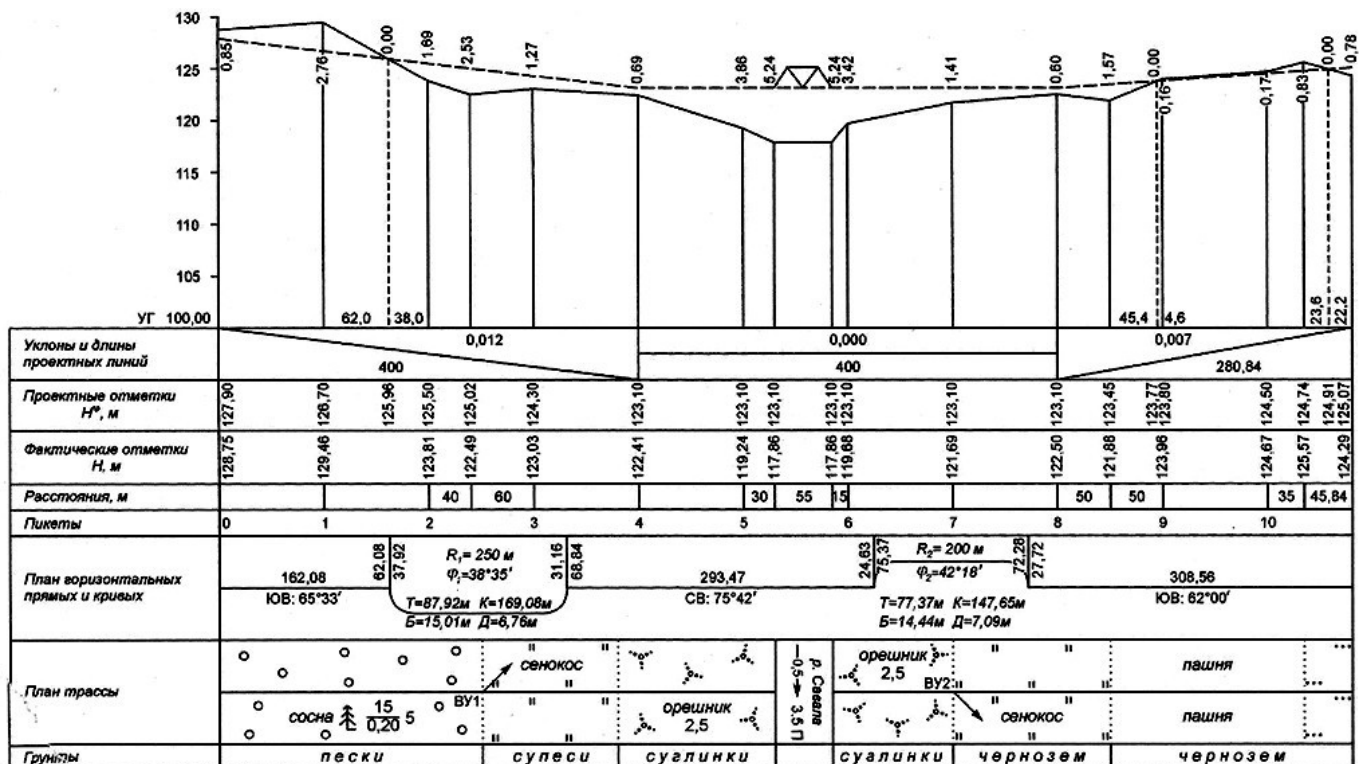 130
125
120
115
110
105
УГ 100,00
0,85
2,76
0,00
1,69
2,53
1,27
0,69
3,86
5,24
5,24
3,42
1,41
0,60
1,57
0,00
0,16
0,17
0,83
0,00
0,78
62,0
38,0
45,4
4,6
23,6
22,2
Уклоны и длины
проектных линий
0,012
400
0,000
400
0,007
280,84
Проектные отметки
Hᵠ, м
127,90
126,70
125,96
125,50
125,02
124,30
123,10
123,10
123,10
123,10
123,10
123,10
123,10
123,45
123,77
123,80
124,50
124,74
124,91
125,07
Фактические отметки
H, м
128,75
129,46
123,81
122,49
123,03
122,41
119,24
117,86
117,86
119,68
121,69
122,50
121,88
123,96
124,67
125,57
124,29
Расстояния, м
40
60
30
55
15
50
50
35
45,84
Пикеты
0
1
2
3
4
5
6
7
8
9
10
План горизонтальных
прямых и кривых
162,08
ЮВ: 65°33′
62,08
37,92
R₁= 250 м
φ₁=38°35′
Т=87,92м К=169,08м
Б=15,01м Д=6,76м
31,16
68,84
293,47
СВ: 75°42′
24,63
75,37
R₂= 200 м
φ₂=42°18′
Т=77,37м К=147,65м
Б=14,44м Д=7,09м
72,28
27,72
308,56
ЮВ: 62°00′
План трассы
сосна 15
0,20 5
ВУ1
сенокос
орешник
2,5
р. Савала
0,5
3,5 П
орешник
2,5
ВУ2
сенокос
пашня
пашня
Грунты
пески
супеси
суглинки
суглинки
чернозем
чернозем